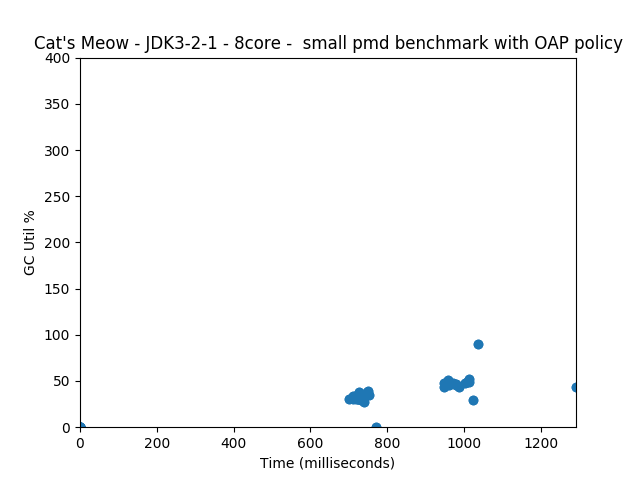 Cat's Meow - JDK3-2-1 - 8core -  small pmd benchmark with OAP policy
400
350
300
250
200
150
100
50
0
GC Util %
0 200 400 600 800 1000 1200
Time (milliseconds)